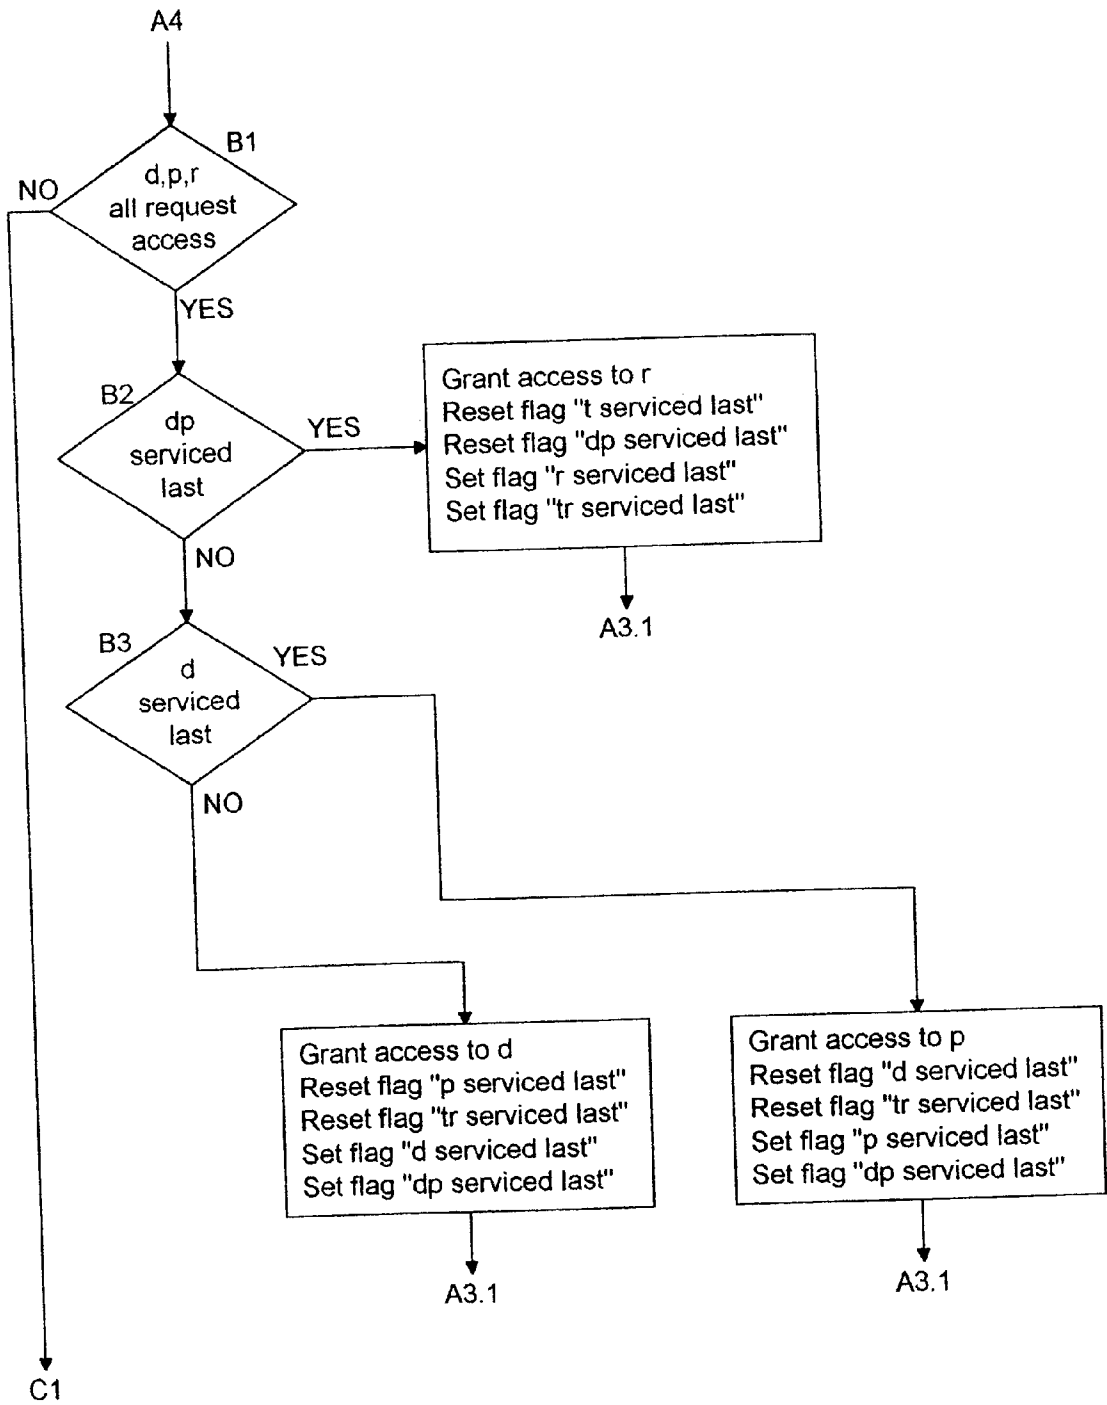 A4
B1
d,p,r
all request
access
NO
YES
B2
dp
serviced
last
YES
Grant access to r
Reset flag "t serviced last"
Reset flag "dp serviced last"
Set flag "r serviced last"
Set flag "tr serviced last"
A3.1
NO
B3
d
serviced
last
YES
NO
Grant access to d
Reset flag "p serviced last"
Reset flag "tr serviced last"
Set flag "d serviced last"
Set flag "dp serviced last"
A3.1
Grant access to p
Reset flag "d serviced last"
Reset flag "tr serviced last"
Set flag "p serviced last"
Set flag "dp serviced last"
A3.1
C1